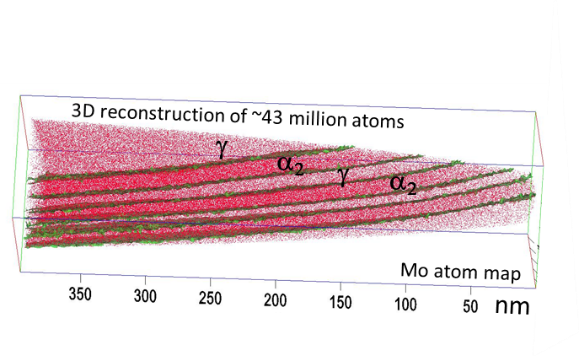 3D reconstruction of ~43 million atoms
γ
α₂
γ
α₂
Mo atom map
350 300 250 200 150 100 50 nm